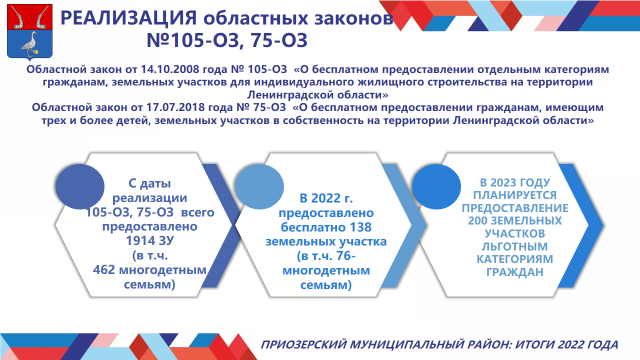 РЕАЛИЗАЦИЯ областных законов
№105-ОЗ, 75-ОЗ
Областной закон от 14.10.2008 года № 105-ОЗ «О бесплатном предоставлении отдельным категориям
гражданам, земельных участков для индивидуального жилищного строительства на территории
Ленинградской области»
Областной закон от 17.07.2018 года № 75-ОЗ «О бесплатном предоставлении гражданам, имеющим
трех и более детей, земельных участков в собственность на территории Ленинградской области»
С даты
реализации
105-ОЗ, 75-ОЗ всего
предоставлено
1914 ЗУ
(в т.ч.
462 многодетным
семьям)
В 2022 г.
предоставлено
бесплатно 138
земельных участка
(в т.ч. 76-
многодетным
семьям)
В 2023 ГОДУ
ПЛАНИРУЕТСЯ
ПРЕДОСТАВЛЕНИЕ
200 ЗЕМЕЛЬНЫХ
УЧАСТКОВ
ЛЬГОТНЫМ
КАТЕГОРИЯМ
ГРАЖДАН
ПРИОЗЕРСКИЙ МУНИЦИПАЛЬНЫЙ РАЙОН: ИТОГИ 2022 ГОДА